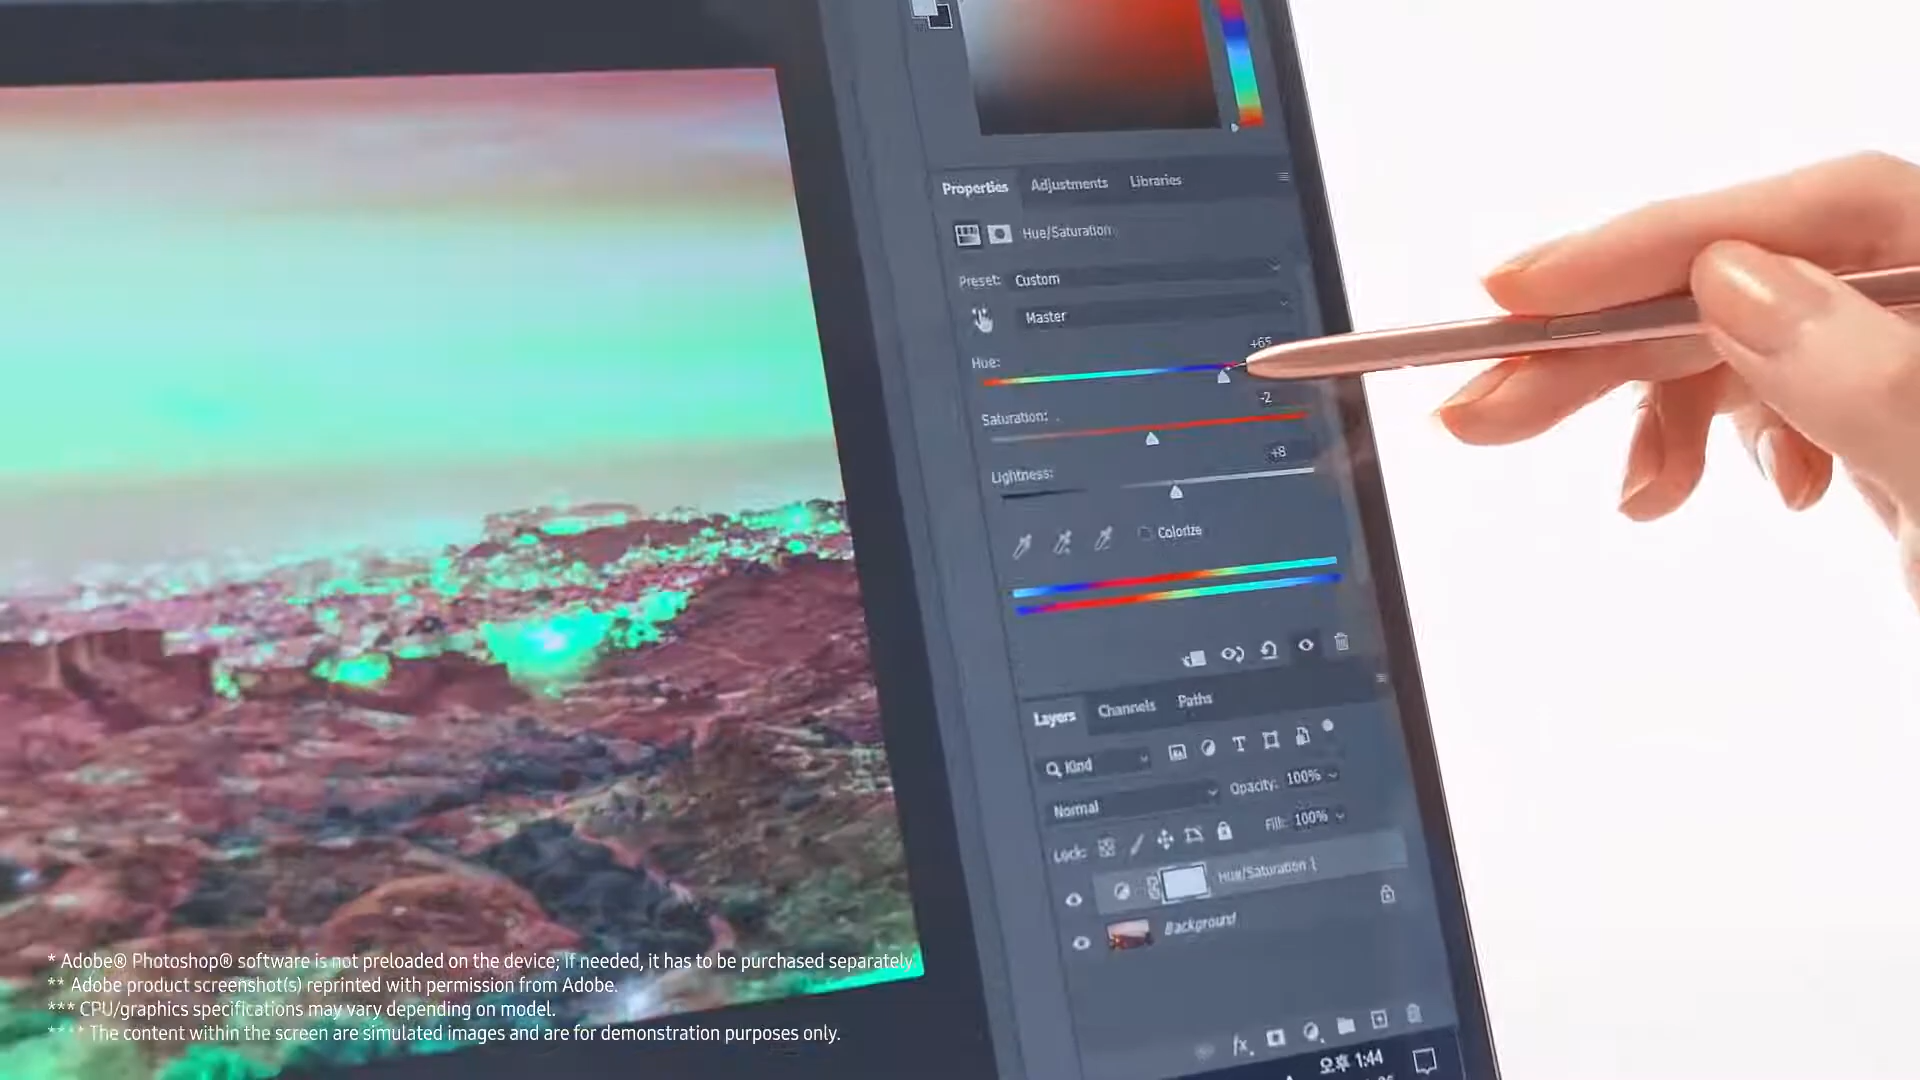 Properties Adjustments Libraries
Hue/Saturation
Preset: Custom
Master
Hue: +65
Saturation: -2
Lightness: +8
Colorize
Layers Channels Paths
Kind
Normal Opacity: 100%
Lock: Fill: 100%
Hue/Saturation 1
Background
fx
오후 1:44
* Adobe® Photoshop® software is not preloaded on the device; if needed, it has to be purchased separately.
** Adobe product screenshot(s) reprinted with permission from Adobe.
*** CPU/graphics specifications may vary depending on model.
**** The content within the screen are simulated images and are for demonstration purposes only.